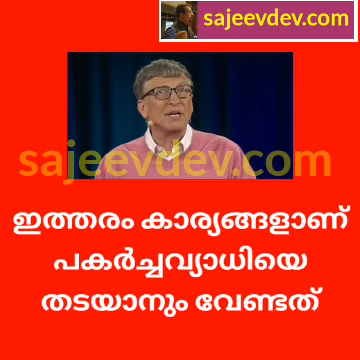 sajeevdev.com
sajeevdev.com
ഇത്തരം കാര്യങ്ങളാണ്
പകർച്ചവ്യാധിയെ
തടയാനും വേണ്ടത്